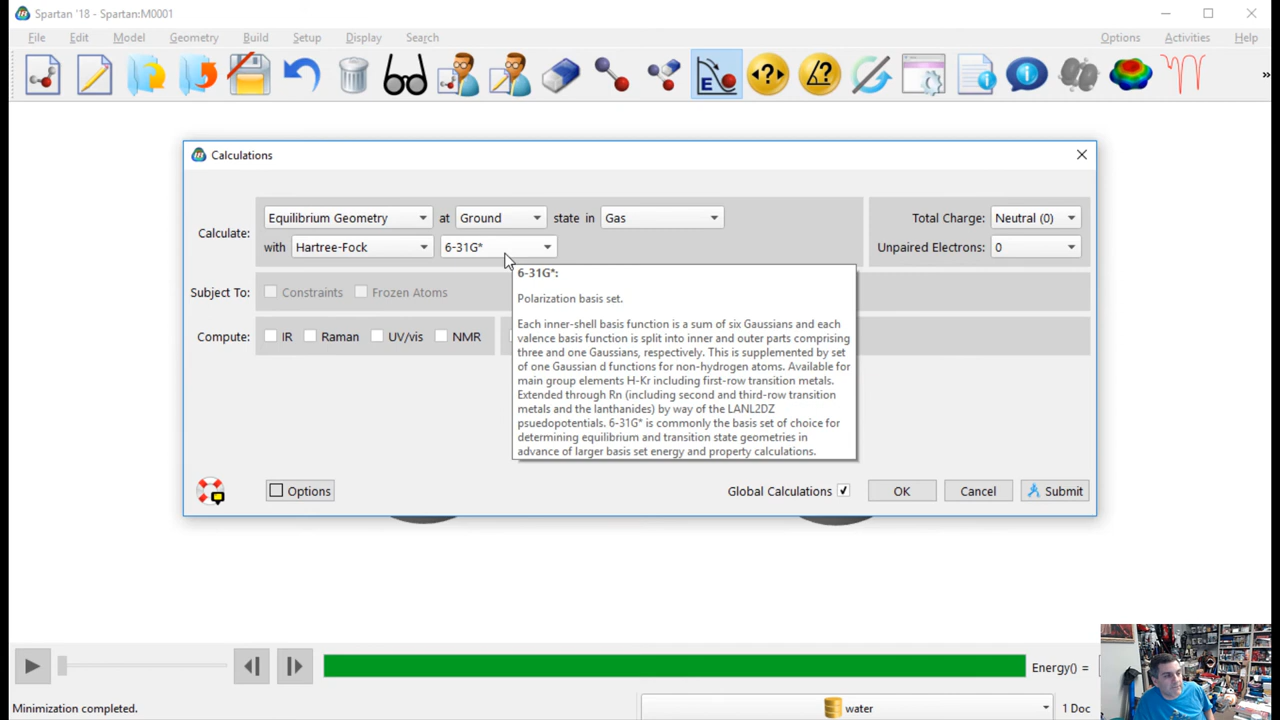 Spartan '18 - Spartan:M0001
File Edit Model Geometry Build Setup Display Search Options Activities Help
E
?
?
»
Calculations
Calculate: Equilibrium Geometry at Ground state in Gas Total Charge: Neutral (0)
with Hartree-Fock 6-31G* Unpaired Electrons: 0
Subject To: Constraints Frozen Atoms
Compute: IR Raman UV/vis NMR
6-31G*:
Polarization basis set.
Each inner-shell basis function is a sum of six Gaussians and each
valence basis function is split into inner and outer parts comprising
three and one Gaussians, respectively. This is supplemented by set
of one Gaussian d functions for non-hydrogen atoms. Available for
main group elements H-Kr including first-row transition metals.
Extended through Rn (including second and third-row transition
metals and the lanthanides) by way of the LANL2DZ
psuedopotentials. 6-31G* is commonly the basis set of choice for
determining equilibrium and transition state geometries in
advance of larger basis set energy and property calculations.
Options Global Calculations OK Cancel Submit
Energy() =
Minimization completed. water 1 Doc